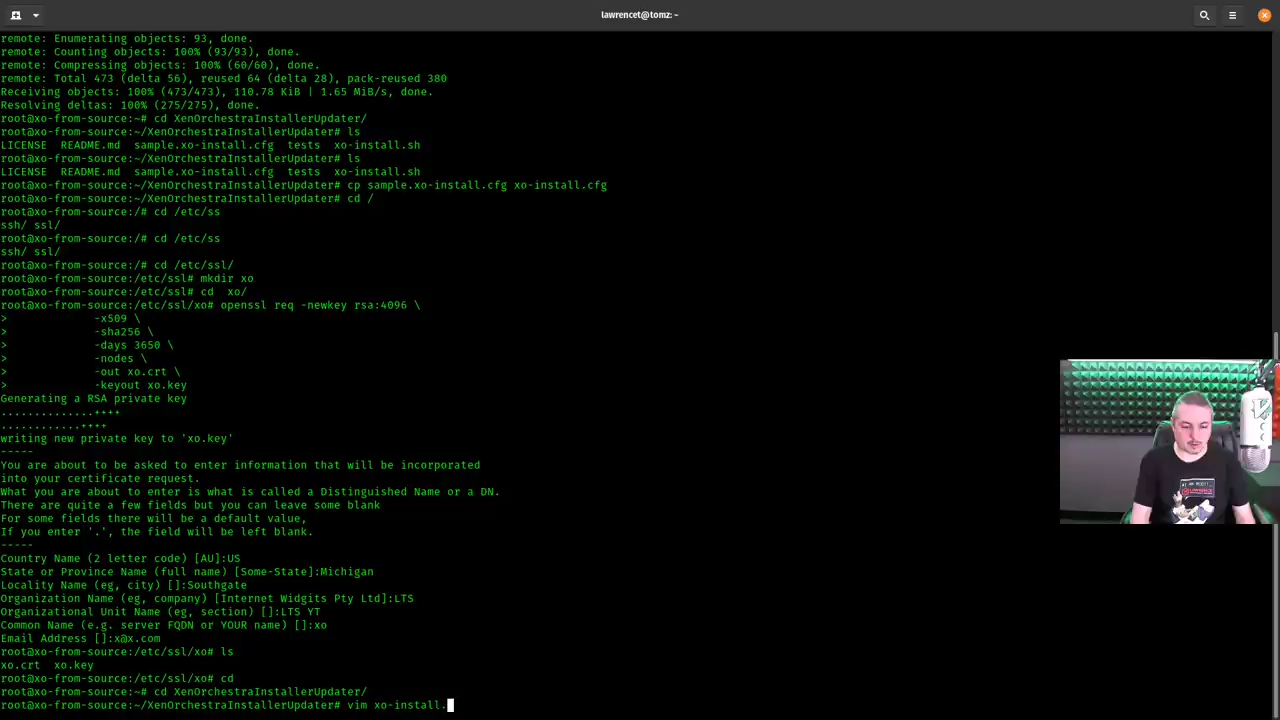 lawrencet@tomz: ~
remote: Enumerating objects: 93, done.
remote: Counting objects: 100% (93/93), done.
remote: Compressing objects: 100% (60/60), done.
remote: Total 473 (delta 56), reused 64 (delta 28), pack-reused 380
Receiving objects: 100% (473/473), 110.78 KiB | 1.65 MiB/s, done.
Resolving deltas: 100% (275/275), done.
root@xo-from-source:~# cd XenOrchestraInstallerUpdater/
root@xo-from-source:~/XenOrchestraInstallerUpdater# ls
LICENSE  README.md  sample.xo-install.cfg  tests  xo-install.sh
root@xo-from-source:~/XenOrchestraInstallerUpdater# ls
LICENSE  README.md  sample.xo-install.cfg  tests  xo-install.sh
root@xo-from-source:~/XenOrchestraInstallerUpdater# cp sample.xo-install.cfg xo-install.cfg
root@xo-from-source:~/XenOrchestraInstallerUpdater# cd /
root@xo-from-source:/# cd /etc/ss
ssh/ ssl/
root@xo-from-source:/# cd /etc/ss
ssh/ ssl/
root@xo-from-source:/# cd /etc/ssl/
root@xo-from-source:/etc/ssl# mkdir xo
root@xo-from-source:/etc/ssl# cd  xo/
root@xo-from-source:/etc/ssl/xo# openssl req -newkey rsa:4096 \
>             -x509 \
>             -sha256 \
>             -days 3650 \
>             -nodes \
>             -out xo.crt \
>             -keyout xo.key
Generating a RSA private key
..............++++
............++++
writing new private key to 'xo.key'
-----
You are about to be asked to enter information that will be incorporated
into your certificate request.
What you are about to enter is what is called a Distinguished Name or a DN.
There are quite a few fields but you can leave some blank
For some fields there will be a default value,
If you enter '.', the field will be left blank.
-----
Country Name (2 letter code) [AU]:US
State or Province Name (full name) [Some-State]:Michigan
Locality Name (eg, city) []:Southgate
Organization Name (eg, company) [Internet Widgits Pty Ltd]:LTS
Organizational Unit Name (eg, section) []:LTS YT
Common Name (e.g. server FQDN or YOUR name) []:xo
Email Address []:x@x.com
root@xo-from-source:/etc/ssl/xo# ls
xo.crt  xo.key
root@xo-from-source:/etc/ssl/xo# cd
root@xo-from-source:~# cd XenOrchestraInstallerUpdater/
root@xo-from-source:~/XenOrchestraInstallerUpdater# vim xo-install.